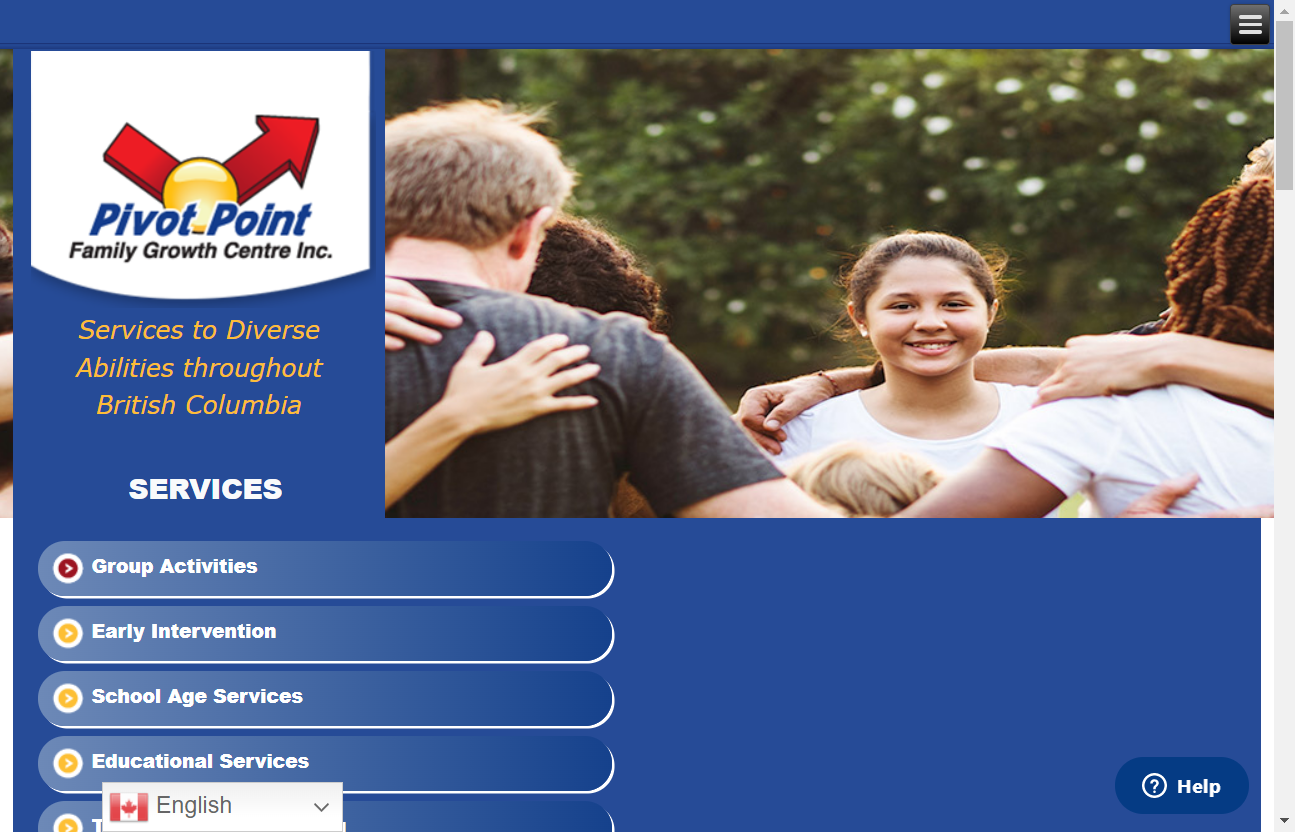 Pivot Point
Family Growth Centre Inc.
Services to Diverse
Abilities throughout
British Columbia
SERVICES
Group Activities
Early Intervention
School Age Services
Educational Services
English
Help